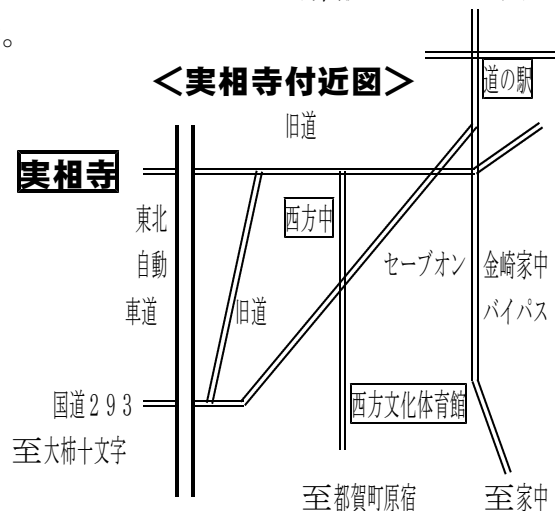 。
＜実相寺付近図＞
道の駅
旧道
実相寺
東北
自動
車道
西方中
セーブオン
金崎家中
バイパス
旧道
国道２９３
西方文化体育館
至大柿十文字
至都賀町原宿
至家中